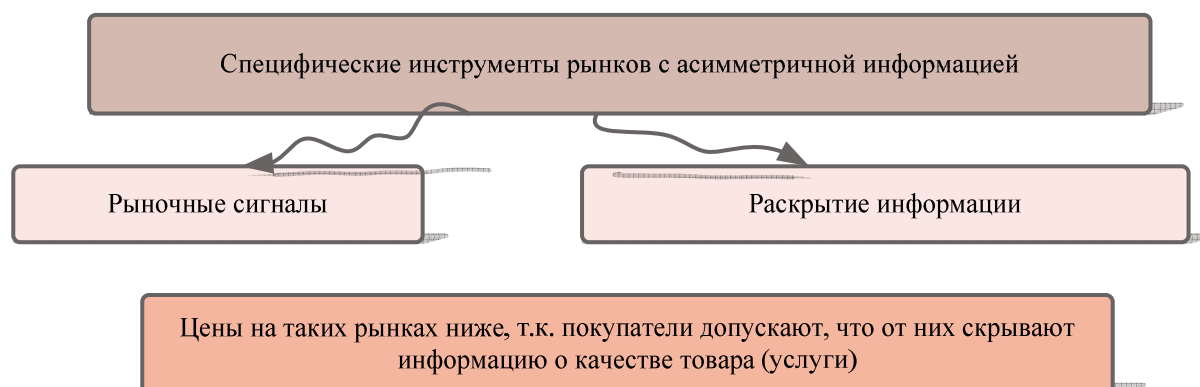 Специфические инструменты рынков с асимметричной информацией
Рыночные сигналы
Раскрытие информации
Цены на таких рынках ниже, т.к. покупатели допускают, что от них скрывают
информацию о качестве товара (услуги)